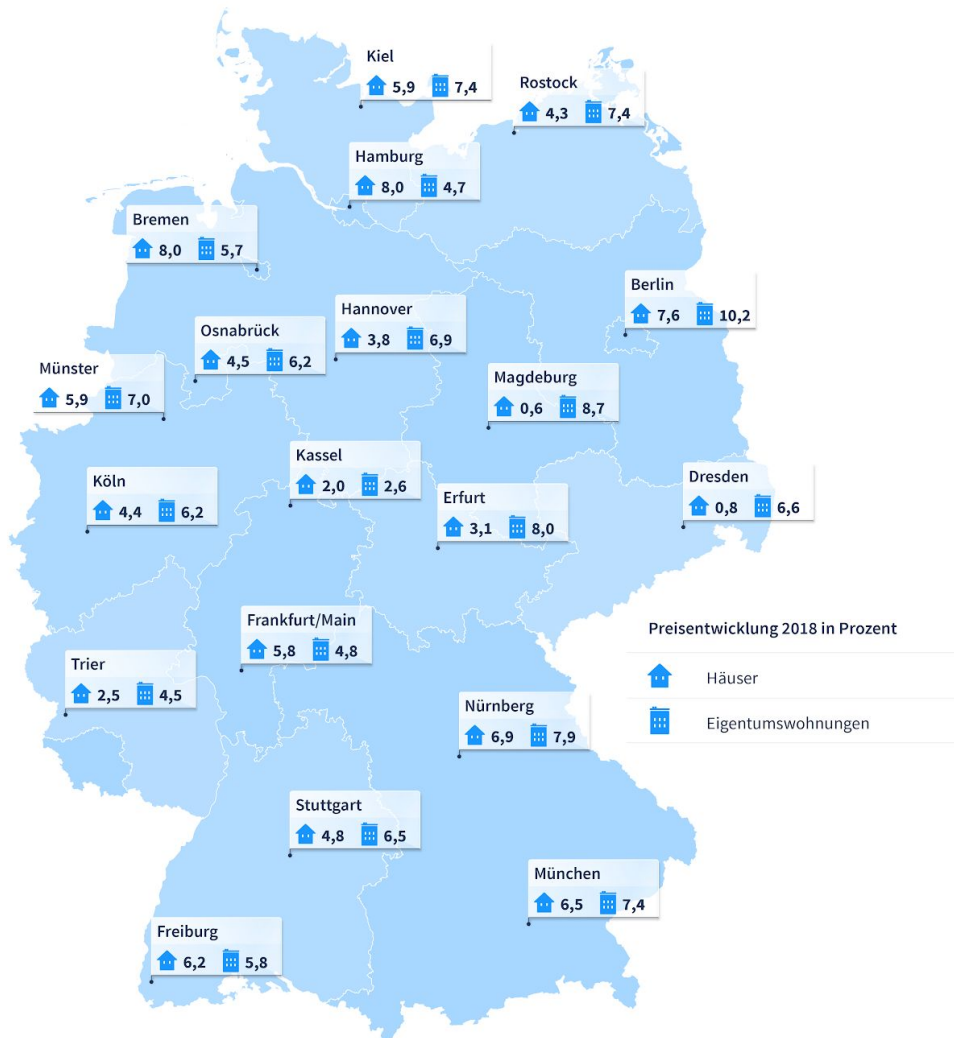 Kiel
5,9 7,4
Rostock
4,3 7,4
Hamburg
8,0 4,7
Bremen
8,0 5,7
Berlin
7,6 10,2
Hannover
3,8 6,9
Osnabrück
4,5 6,2
Münster
5,9 7,0
Magdeburg
0,6 8,7
Kassel
2,0 2,6
Köln
4,4 6,2
Erfurt
3,1 8,0
Dresden
0,8 6,6
Frankfurt/Main
5,8 4,8
Preisentwicklung 2018 in Prozent
Häuser
Eigentumswohnungen
Trier
2,5 4,5
Nürnberg
6,9 7,9
Stuttgart
4,8 6,5
München
6,5 7,4
Freiburg
6,2 5,8